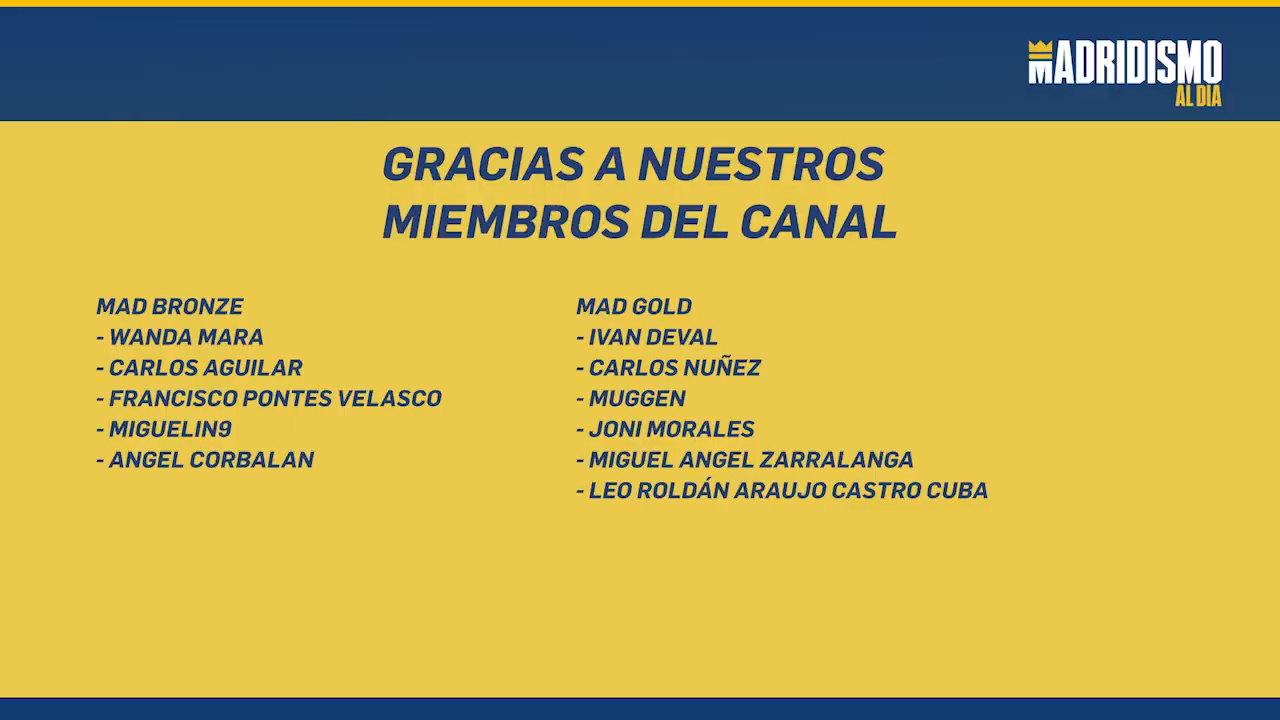 MADRIDISMO
AL DIA
GRACIAS A NUESTROS
MIEMBROS DEL CANAL
MAD BRONZE
- WANDA MARA
- CARLOS AGUILAR
- FRANCISCO PONTES VELASCO
- MIGUELIN9
- ANGEL CORBALAN
MAD GOLD
- IVAN DEVAL
- CARLOS NUÑEZ
- MUGGEN
- JONI MORALES
- MIGUEL ANGEL ZARRALANGA
- LEO ROLDÁN ARAUJO CASTRO CUBA